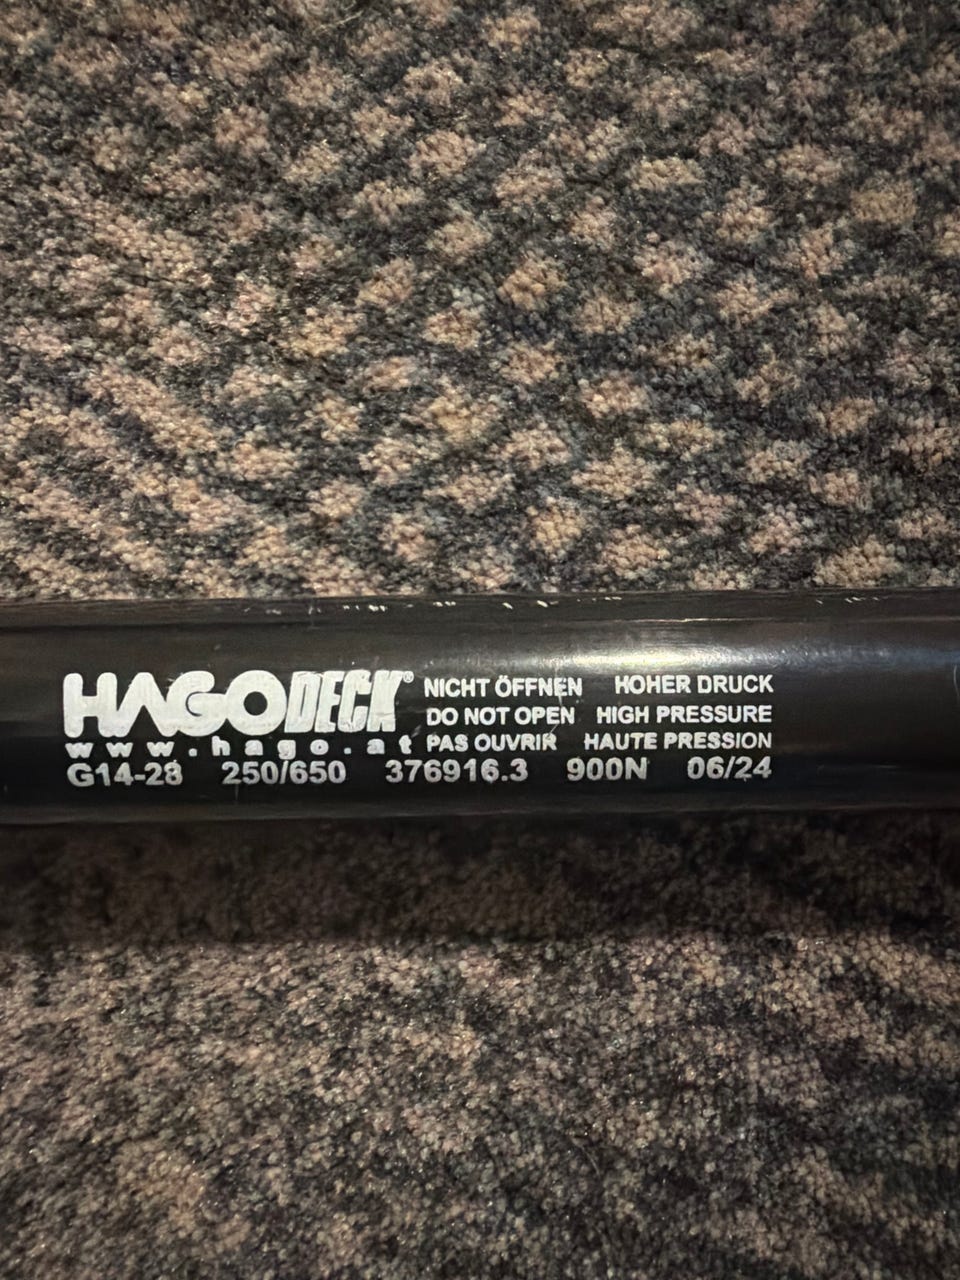 HAGODECK®
www.hago.at
NICHT ÖFFNEN HOHER DRUCK
DO NOT OPEN HIGH PRESSURE
PAS OUVRIR HAUTE PRESSION
G14-28 250/650 376916.3 900N 06/24